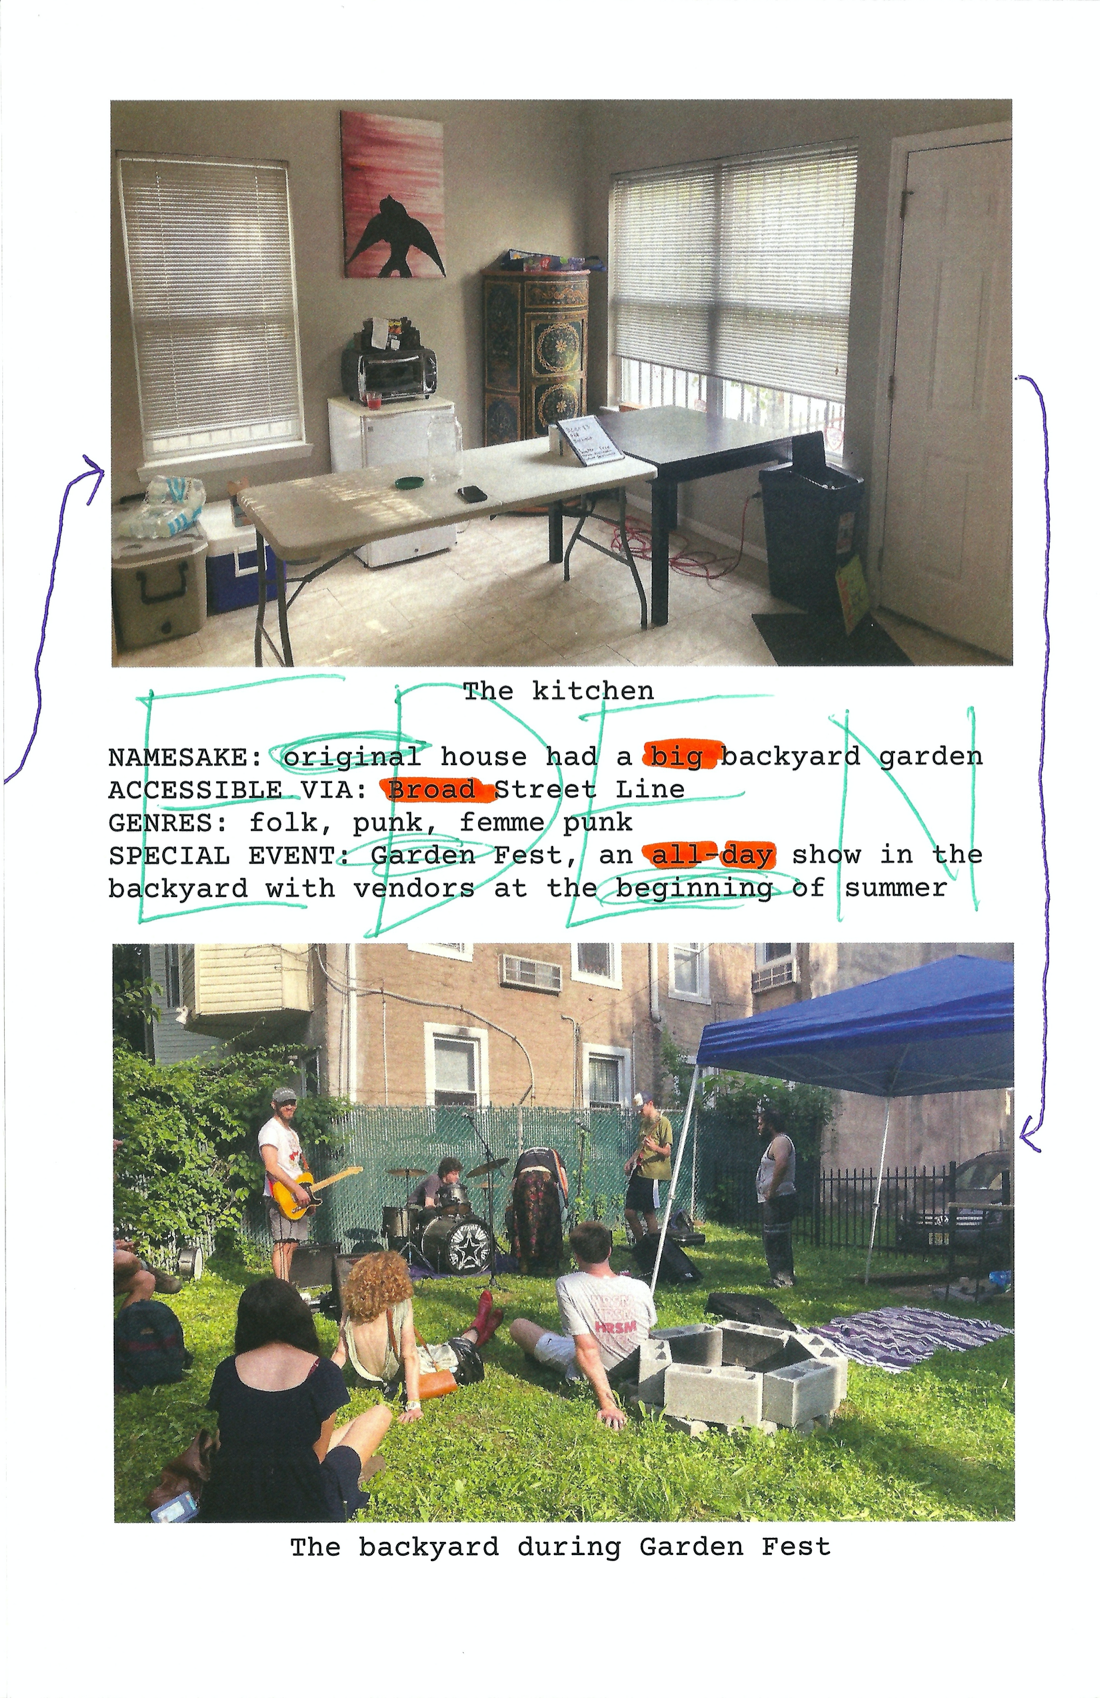 The kitchen
EDEN
NAMESAKE: original house had a big backyard garden
ACCESSIBLE VIA: Broad Street Line
GENRES: folk, punk, femme punk
SPECIAL EVENT: Garden Fest, an all-day show in the
backyard with vendors at the beginning of summer
HRSM
The backyard during Garden Fest